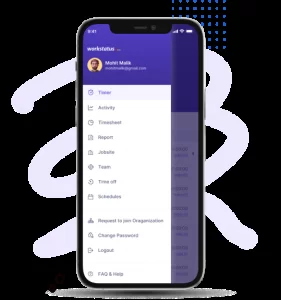 9:41
workstatus
Mohit Malik
mohitmalik@gmail.com
Timer
Activity
Timesheet
Report
Jobsite
Team
Time off
Schedules
Request to join Oraganization
Change Password
Logout
FAQ & Help